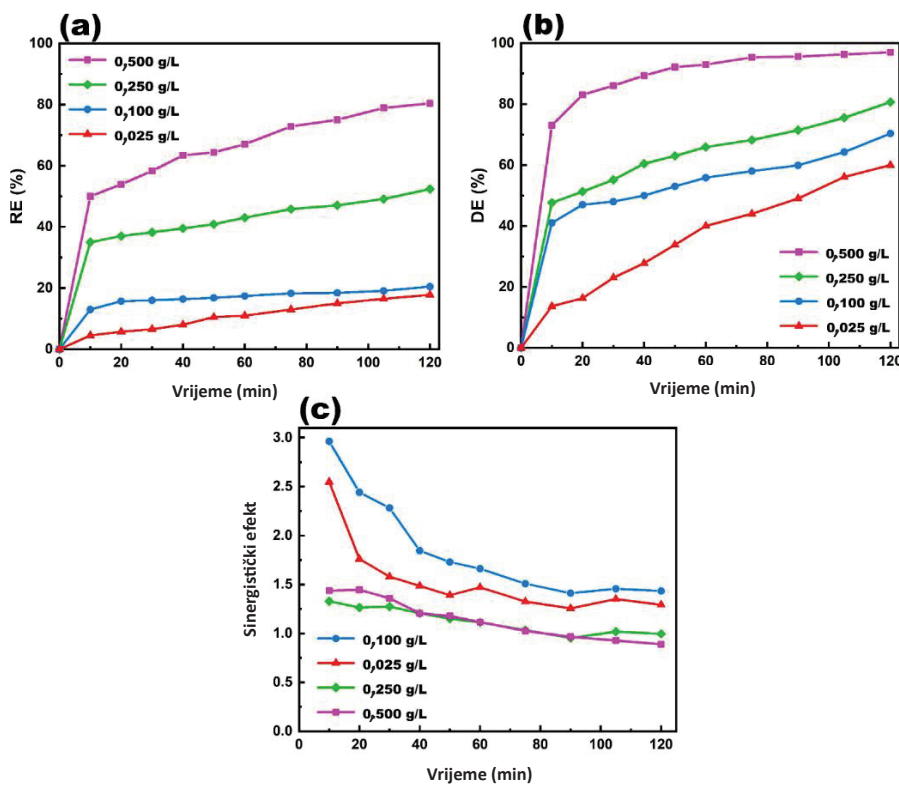 (a)
100
80
60
40
20
0
RE (%)
0,500 g/L
0,250 g/L
0,100 g/L
0,025 g/L
0 20 40 60 80 100 120
Vrijeme (min)
(b)
100
80
60
40
20
0
DE (%)
0,500 g/L
0,250 g/L
0,100 g/L
0,025 g/L
0 20 40 60 80 100 120
Vrijeme (min)
(c)
3.0
2.5
2.0
1.5
1.0
0.5
0.0
Sinergistički efekt
0,100 g/L
0,025 g/L
0,250 g/L
0,500 g/L
0 20 40 60 80 100 120
Vrijeme (min)